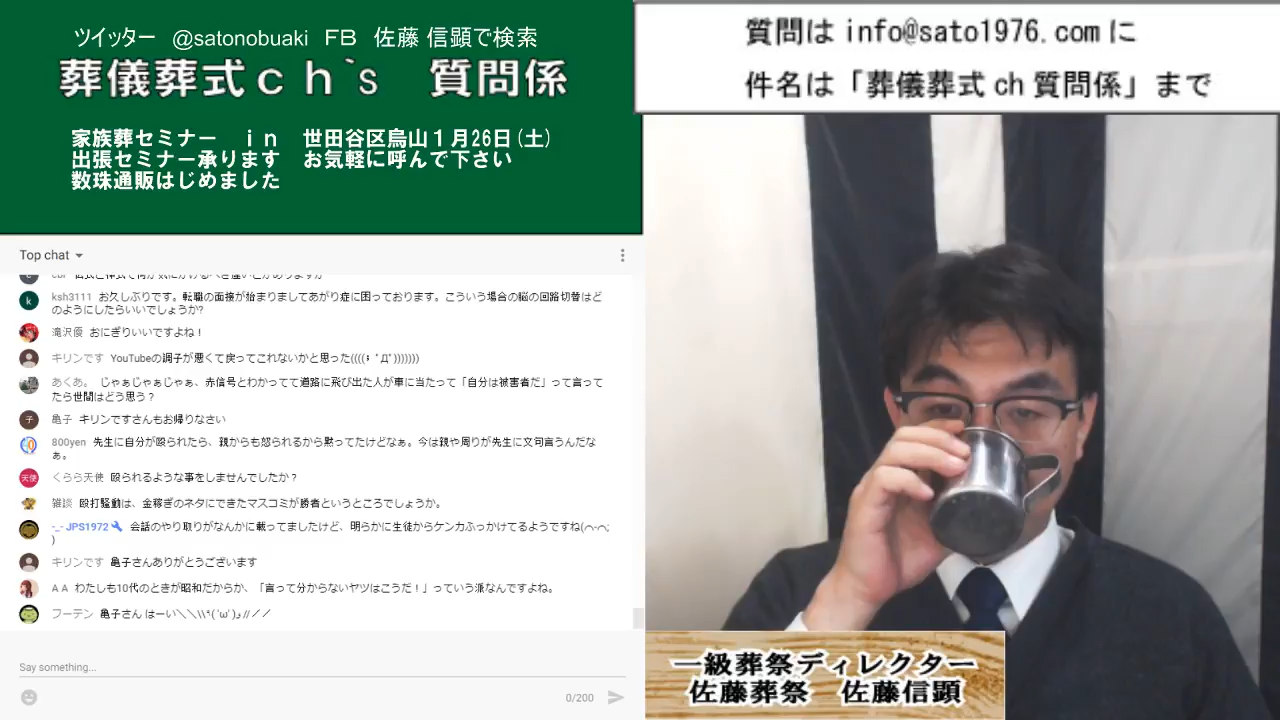 ツイッター　@satonobuaki　FB　佐藤 信顕で検索
葬儀葬式ｃｈ`s　質問係
家族葬セミナー　ｉｎ　世田谷区烏山１月26日(土)
出張セミナー承ります　お気軽に呼んで下さい
数珠通販はじめました
質問は info@sato1976.com に
件名は「葬儀葬式 ch 質問係」まで
Top chat
ksh3111 お久しぶりです。転職の面接が始まりましてあがり症に困っております。こういう場合の脳の回路切替はど
のようにしたらいいでしょうか?
滝沢優 おにぎりいいですよね！
キリンです YouTubeの調子が悪くて戻ってこれないかと思った((((；ﾟДﾟ)))))))
あくあ。 じゃぁじゃぁじゃぁ、赤信号とわかってて道路に飛び出た人が車に当たって「自分は被害者だ」って言って
たら世間はどう思う？
子
亀子 キリンですさんもお帰りなさい
800yen 先生に自分が殴られたら、親からも怒られるから黙ってたけどなぁ。今は親や周りが先生に文句言うんだな
ぁ。
天使
くらら天使 殴られるような事をしませんでしたか？
雑談 殴打騒動は、金稼ぎのネタにできたマスコミが勝者というところでしょうか。
-_- JPS1972 会話のやり取りがなんかに載ってましたけど、明らかに生徒からケンカふっかけてるようですね(⌒-⌒;
)
キリンです 亀子さんありがとうございます
A A わたしも10代のときが昭和だからか、「言って分からないヤツはこうだ！」っていう派なんですよね。
フーテン 亀子さん はーい＼＼\\٩( 'ω' )و //／／
Say something...
0/200
一級葬祭ディレクター
佐藤葬祭　佐藤信顕